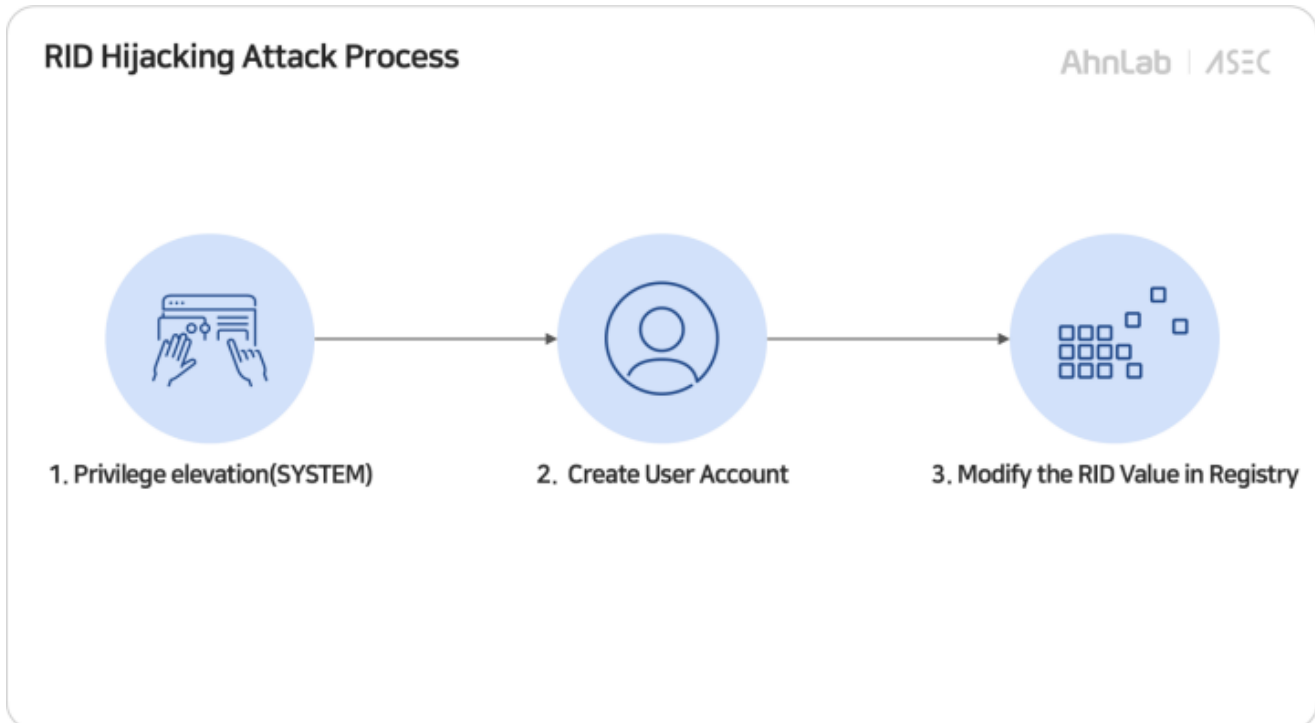 RID Hijacking Attack Process
AhnLab | ASEC
1. Privilege elevation(SYSTEM)
2. Create User Account
3. Modify the RID Value in Registry